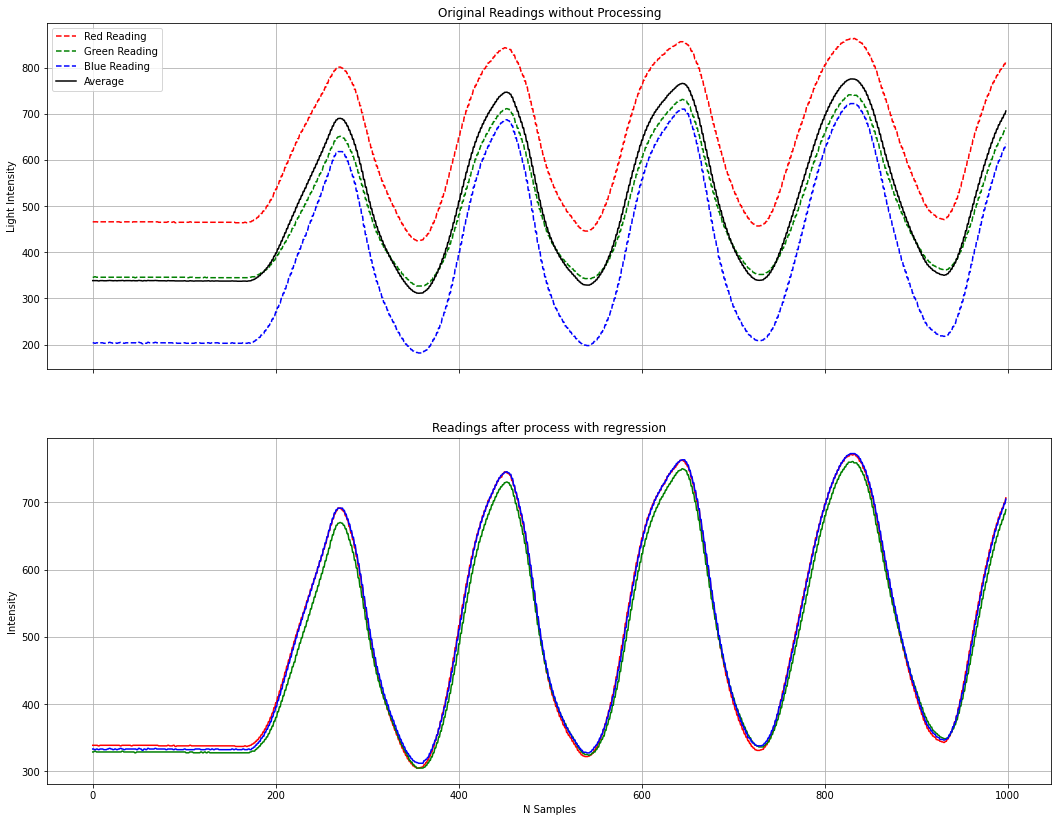 Original Readings without Processing
Red Reading
Green Reading
Blue Reading
Average
Light Intensity
800
700
600
500
400
300
200
Readings after process with regression
Intensity
700
600
500
400
300
0 200 400 600 800 1000
N Samples